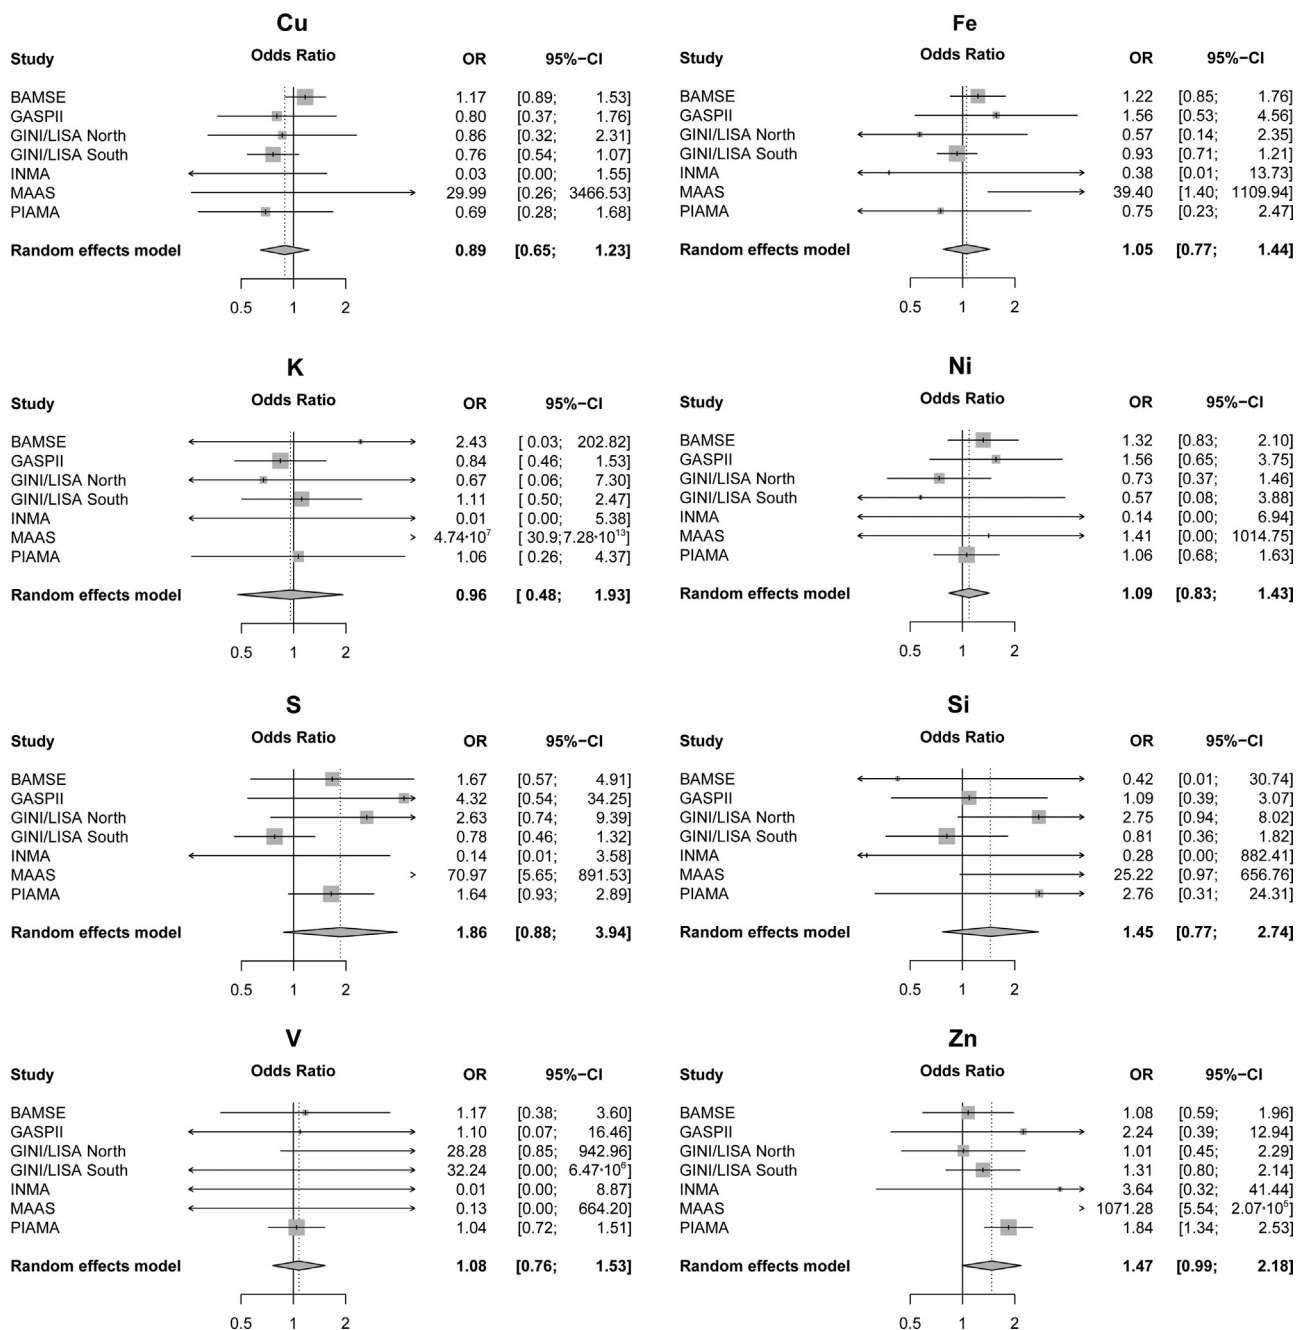 Cu
Study Odds Ratio OR 95%−CI
BAMSE 1.17 [0.89; 1.53]
GASPII 0.80 [0.37; 1.76]
GINI/LISA North 0.86 [0.32; 2.31]
GINI/LISA South 0.76 [0.54; 1.07]
INMA 0.03 [0.00; 1.55]
MAAS 29.99 [0.26; 3466.53]
PIAMA 0.69 [0.28; 1.68]
Random effects model 0.89 [0.65; 1.23]
0.5 1 2
Fe
Study Odds Ratio OR 95%−CI
BAMSE 1.22 [0.85; 1.76]
GASPII 1.56 [0.53; 4.56]
GINI/LISA North 0.57 [0.14; 2.35]
GINI/LISA South 0.93 [0.71; 1.21]
INMA 0.38 [0.01; 13.73]
MAAS 39.40 [1.40; 1109.94]
PIAMA 0.75 [0.23; 2.47]
Random effects model 1.05 [0.77; 1.44]
0.5 1 2
K
Study Odds Ratio OR 95%−CI
BAMSE 2.43 [ 0.03; 202.82]
GASPII 0.84 [ 0.46; 1.53]
GINI/LISA North 0.67 [ 0.06; 7.30]
GINI/LISA South 1.11 [ 0.50; 2.47]
INMA 0.01 [ 0.00; 5.38]
MAAS 4.74·10⁷ [ 30.9;7.28·10¹³]
PIAMA 1.06 [ 0.26; 4.37]
Random effects model 0.96 [ 0.48; 1.93]
0.5 1 2
Ni
Study Odds Ratio OR 95%−CI
BAMSE 1.32 [0.83; 2.10]
GASPII 1.56 [0.65; 3.75]
GINI/LISA North 0.73 [0.37; 1.46]
GINI/LISA South 0.57 [0.08; 3.88]
INMA 0.14 [0.00; 6.94]
MAAS 1.41 [0.00; 1014.75]
PIAMA 1.06 [0.68; 1.63]
Random effects model 1.09 [0.83; 1.43]
0.5 1 2
S
Study Odds Ratio OR 95%−CI
BAMSE 1.67 [0.57; 4.91]
GASPII 4.32 [0.54; 34.25]
GINI/LISA North 2.63 [0.74; 9.39]
GINI/LISA South 0.78 [0.46; 1.32]
INMA 0.14 [0.01; 3.58]
MAAS 70.97 [5.65; 891.53]
PIAMA 1.64 [0.93; 2.89]
Random effects model 1.86 [0.88; 3.94]
0.5 1 2
Si
Study Odds Ratio OR 95%−CI
BAMSE 0.42 [0.01; 30.74]
GASPII 1.09 [0.39; 3.07]
GINI/LISA North 2.75 [0.94; 8.02]
GINI/LISA South 0.81 [0.36; 1.82]
INMA 0.28 [0.00; 882.41]
MAAS 25.22 [0.97; 656.76]
PIAMA 2.76 [0.31; 24.31]
Random effects model 1.45 [0.77; 2.74]
0.5 1 2
V
Study Odds Ratio OR 95%−CI
BAMSE 1.17 [0.38; 3.60]
GASPII 1.10 [0.07; 16.46]
GINI/LISA North 28.28 [0.85; 942.96]
GINI/LISA South 32.24 [0.00; 6.47·10⁶]
INMA 0.01 [0.00; 8.87]
MAAS 0.13 [0.00; 664.20]
PIAMA 1.04 [0.72; 1.51]
Random effects model 1.08 [0.76; 1.53]
0.5 1 2
Zn
Study Odds Ratio OR 95%−CI
BAMSE 1.08 [0.59; 1.96]
GASPII 2.24 [0.39; 12.94]
GINI/LISA North 1.01 [0.45; 2.29]
GINI/LISA South 1.31 [0.80; 2.14]
INMA 3.64 [0.32; 41.44]
MAAS 1071.28 [5.54; 2.07·10⁵]
PIAMA 1.84 [1.34; 2.53]
Random effects model 1.47 [0.99; 2.18]
0.5 1 2